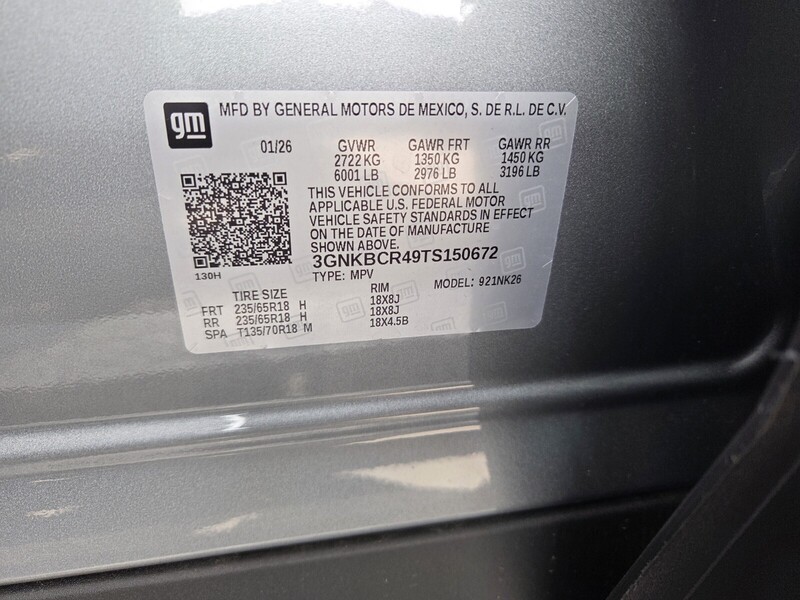 gm
MFD BY GENERAL MOTORS DE MEXICO, S. DE R.L. DE C.V.
01/26 GVWR GAWR FRT GAWR RR
2722 KG 1350 KG 1450 KG
6001 LB 2976 LB 3196 LB
THIS VEHICLE CONFORMS TO ALL
APPLICABLE U.S. FEDERAL MOTOR
VEHICLE SAFETY STANDARDS IN EFFECT
ON THE DATE OF MANUFACTURE
SHOWN ABOVE.
130H
3GNKBCR49TS150672
TYPE: MPV MODEL: 921NK26
TIRE SIZE RIM
FRT 235/65R18 H 18X8J
RR 235/65R18 H 18X8J
SPA T135/70R18 M 18X4.5B